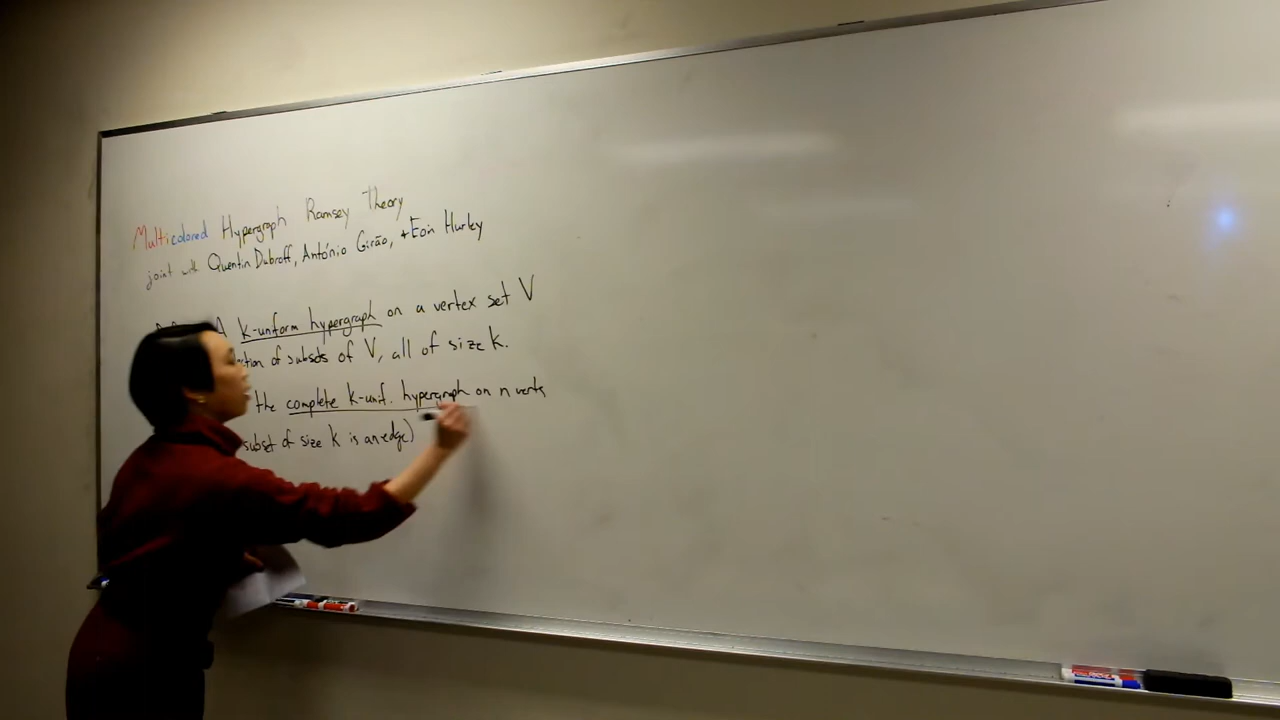 Multicolored Hypergraph Ramsey Theory
joint with Quentin Dubroff, António Girão, + Eoin Hurley
A k-uniform hypergraph on a vertex set V
ction of subsets of V, all of size k.
the complete k-unif. hypergraph on n verts
subset of size k is an edge)